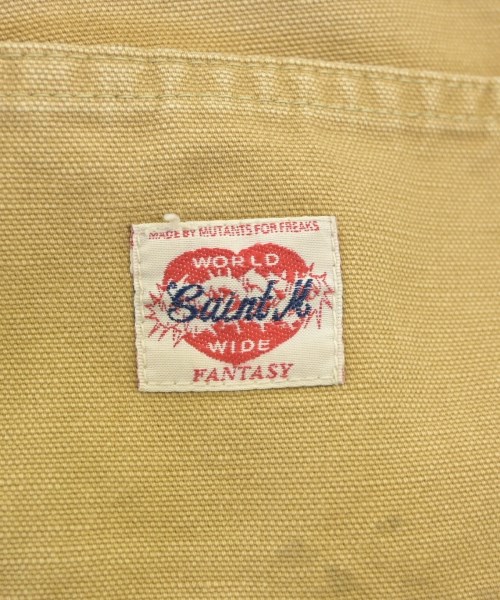 MADE BY MUTANTS FOR FREAKS
WORLD
Saint M
WIDE
FANTASY